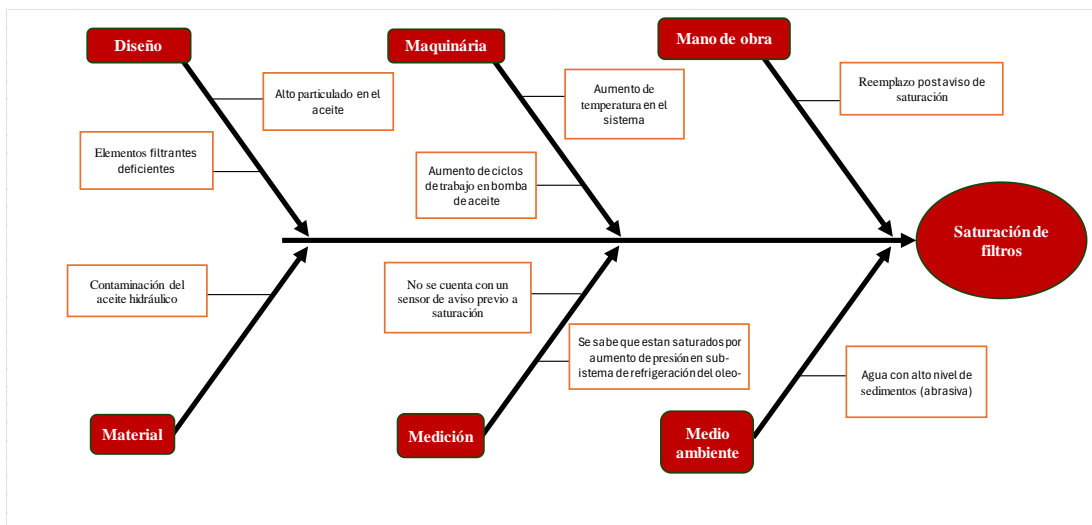 Diseño
Maquinária
Mano de obra
Alto particulado en el
aceite
Aumento de
temperatura en el
sistema
Reemplazo post aviso de
saturación
Elementos filtrantes
deficientes
Aumento de ciclos
de trabajo en bomba
de aceite
Saturación de
filtros
Contaminación del
aceite hidráulico
No se cuenta con un
sensor de aviso previo a
saturación
Se sabe que estan saturados por
aumento de presión en sub-
istema de refrigeración del oleo-
Agua con alto nivel de
sedimentos (abrasiva)
Material
Medición
Medio
ambiente